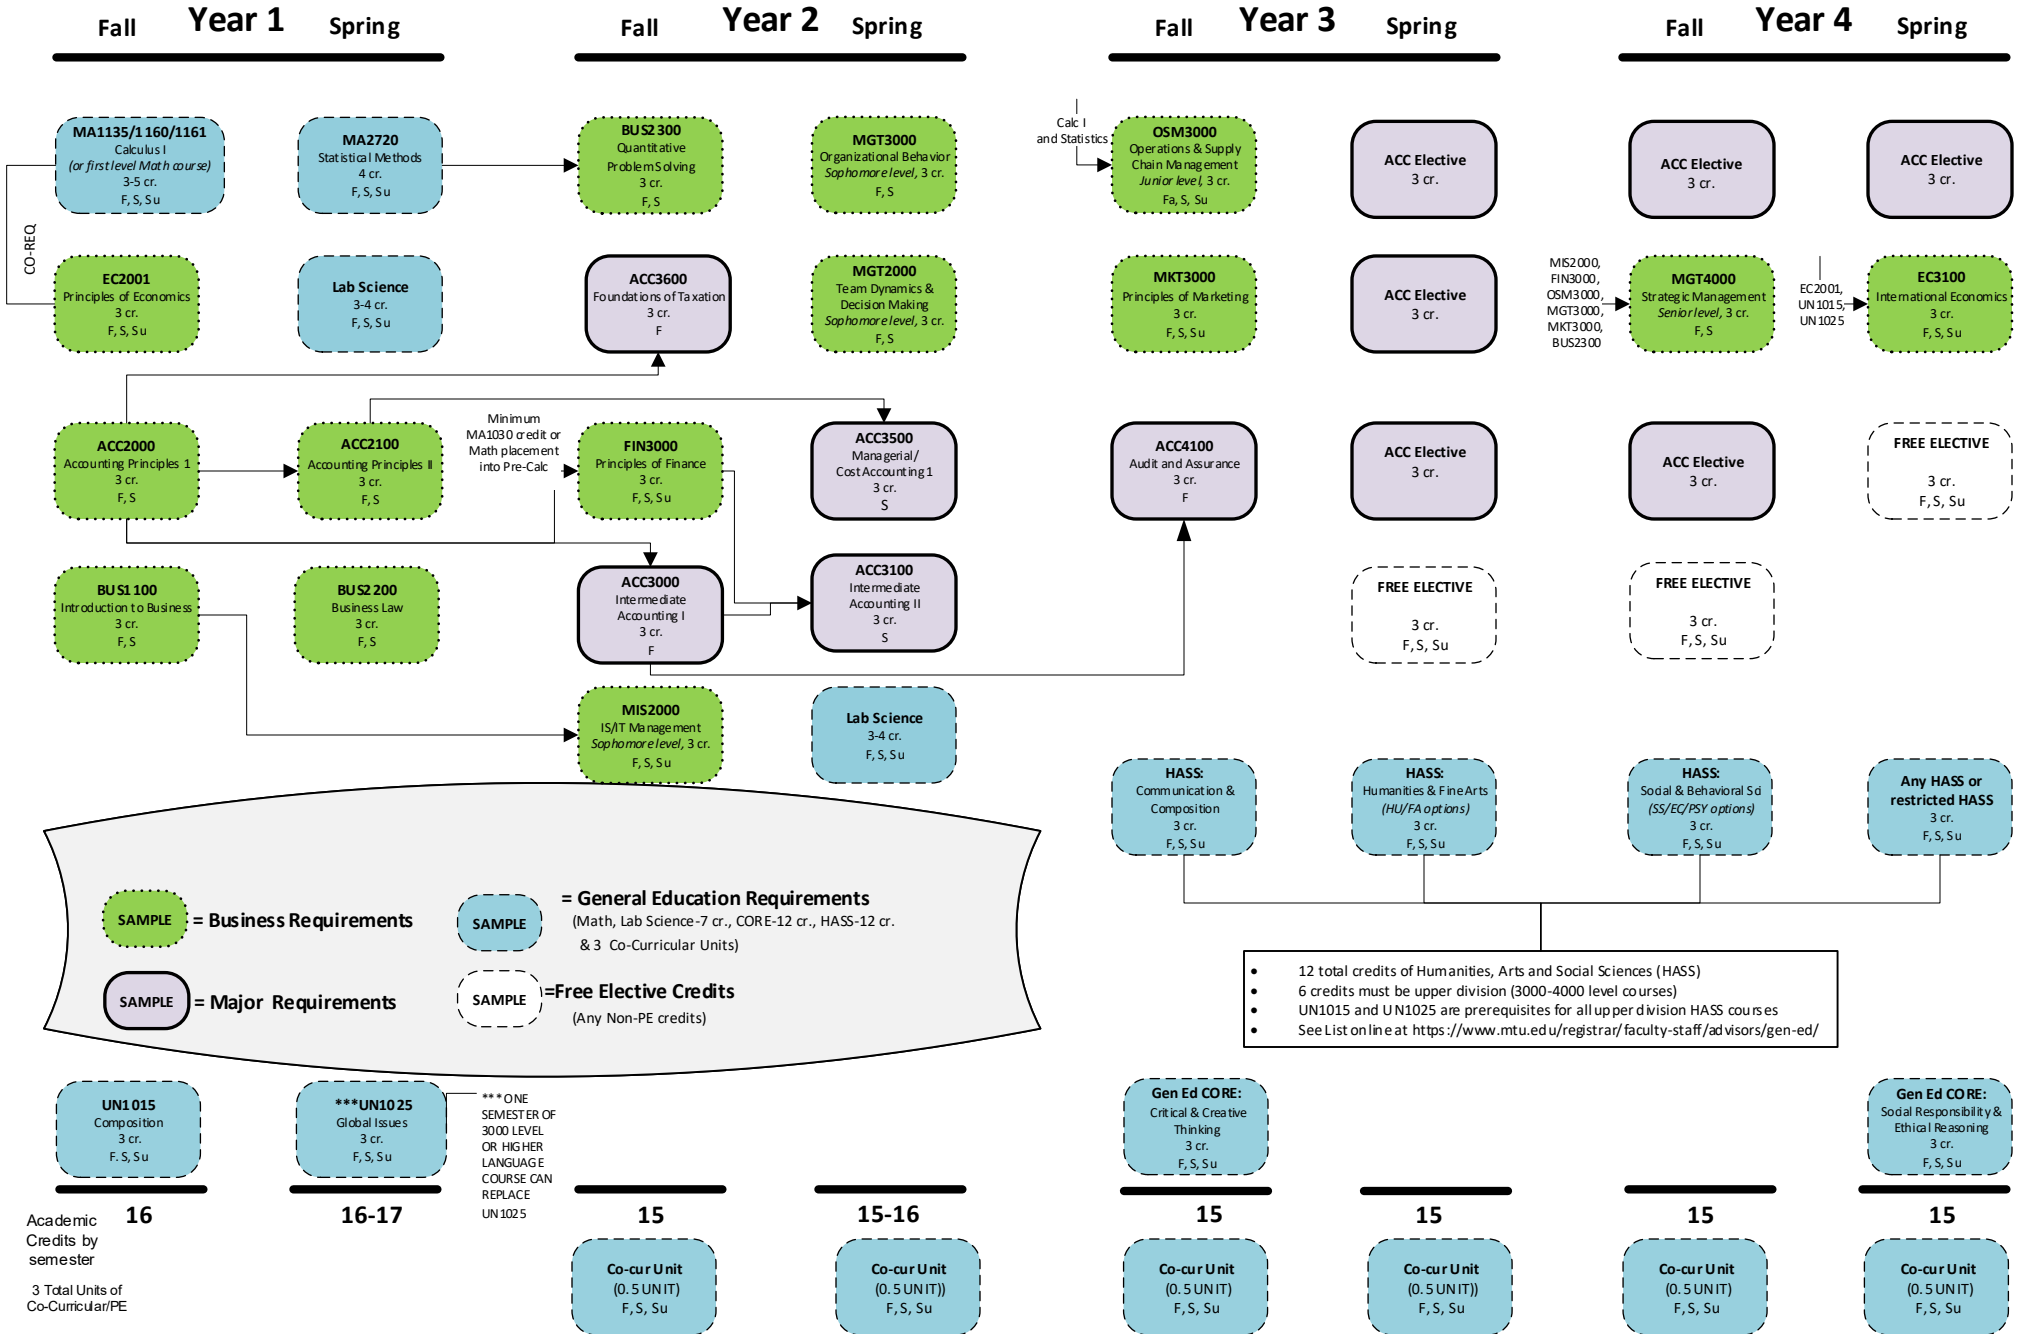 Fall Year 1 Spring
Fall Year 2 Spring
Fall Year 3 Spring
Fall Year 4 Spring
MA1135/1160/1161
Calculus I
(or first level Math course)
3-5 cr.
F, S, Su
MA2720
Statistical Methods
4 cr.
F, S, Su
BUS2300
Quantitative
Problem Solving
3 cr.
F, S
MGT3000
Organizational Behavior
Sophomore level, 3 cr.
F, S
Calc I
and Statistics
OSM3000
Operations & Supply
Chain Management
Junior level, 3 cr.
Fa, S, Su
ACC Elective
3 cr.
ACC Elective
3 cr.
ACC Elective
3 cr.
CO-REQ
EC2001
Principles of Economics
3 cr.
F, S, Su
Lab Science
3-4 cr.
F, S, Su
ACC3600
Foundations of Taxation
3 cr.
F
MGT2000
Team Dynamics &
Decision Making
Sophomore level, 3 cr.
F, S
MKT3000
Principles of Marketing
3 cr.
F, S, Su
ACC Elective
3 cr.
MIS2000,
FIN3000,
OSM3000,
MGT3000,
MKT3000,
BUS2300
MGT4000
Strategic Management
Senior level, 3 cr.
F, S
EC2001,
UN1015,
UN1025
EC3100
International Economics
3 cr.
F, S, Su
ACC2000
Accounting Principles 1
3 cr.
F, S
ACC2100
Accounting Principles II
3 cr.
F, S
Minimum
MA1030 credit or
Math placement
into Pre-Calc
FIN3000
Principles of Finance
3 cr.
F, S, Su
ACC3500
Managerial/
Cost Accounting 1
3 cr.
S
ACC4100
Audit and Assurance
3 cr.
F
ACC Elective
3 cr.
ACC Elective
3 cr.
FREE ELECTIVE
3 cr.
F, S, Su
BUS1100
Introduction to Business
3 cr.
F, S
BUS2200
Business Law
3 cr.
F, S
ACC3000
Intermediate
Accounting I
3 cr.
F
ACC3100
Intermediate
Accounting II
3 cr.
S
FREE ELECTIVE
3 cr.
F, S, Su
FREE ELECTIVE
3 cr.
F, S, Su
MIS2000
IS/IT Management
Sophomore level, 3 cr.
F, S, Su
Lab Science
3-4 cr.
F, S, Su
HASS:
Communication &
Composition
3 cr.
F, S, Su
HASS:
Humanities & Fine Arts
(HU/FA options)
3 cr.
F, S, Su
HASS:
Social & Behavioral Sci
(SS/EC/PSY options)
3 cr.
F, S, Su
Any HASS or
restricted HASS
3 cr.
F, S, Su
SAMPLE = Business Requirements
SAMPLE = General Education Requirements
(Math, Lab Science-7 cr., CORE-12 cr., HASS-12 cr.
& 3 Co-Curricular Units)
SAMPLE = Major Requirements
SAMPLE =Free Elective Credits
(Any Non-PE credits)
• 12 total credits of Humanities, Arts and Social Sciences (HASS)
• 6 credits must be upper division (3000-4000 level courses)
• UN1015 and UN1025 are prerequisites for all upper division HASS courses
• See List online at https://www.mtu.edu/registrar/faculty-staff/advisors/gen-ed/
UN1015
Composition
3 cr.
F. S, Su
***UN1025
Global Issues
3 cr.
F, S, Su
***ONE
SEMESTER OF
3000 LEVEL
OR HIGHER
LANGUAGE
COURSE CAN
REPLACE
UN1025
Gen Ed CORE:
Critical & Creative
Thinking
3 cr.
F, S, Su
Gen Ed CORE:
Social Responsibility &
Ethical Reasoning
3 cr.
F, S, Su
Academic
Credits by
semester
16
16-17
15
15-16
15
15
15
15
3 Total Units of
Co-Curricular/PE
Co-cur Unit
(0.5 UNIT)
F, S, Su
Co-cur Unit
(0.5 UNIT))
F, S, Su
Co-cur Unit
(0.5 UNIT)
F, S, Su
Co-cur Unit
(0.5 UNIT))
F, S, Su
Co-cur Unit
(0.5 UNIT)
F, S, Su
Co-cur Unit
(0.5 UNIT)
F, S, Su